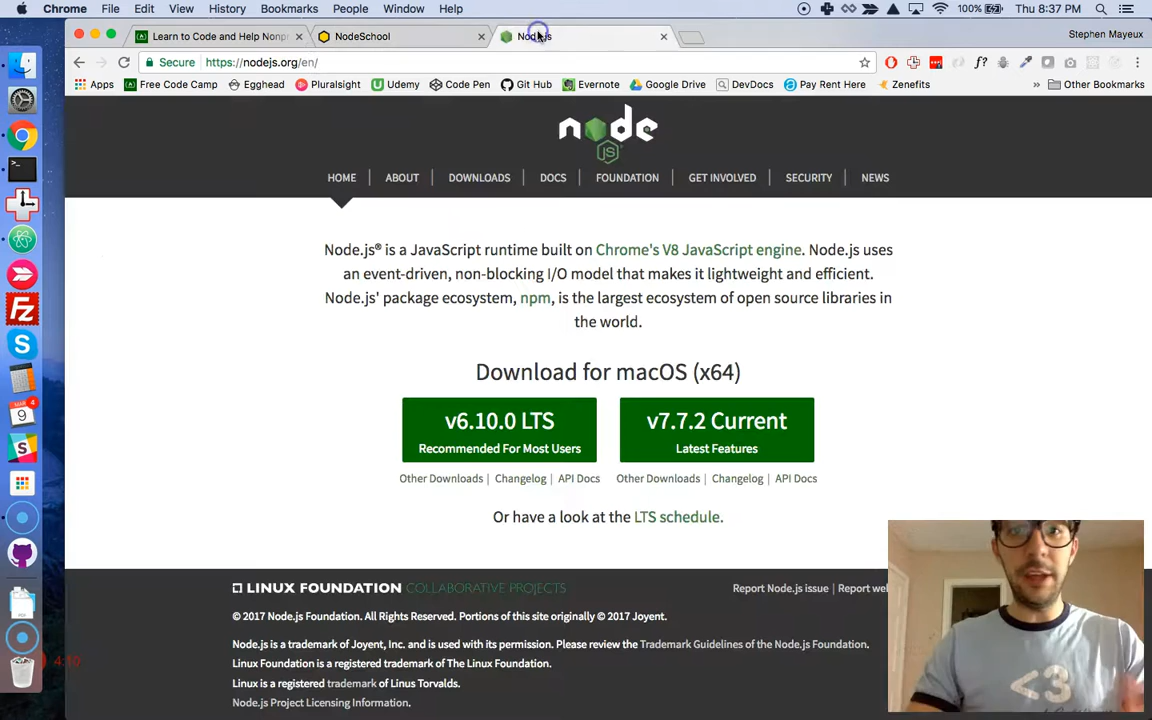 Chrome File Edit View History Bookmarks People Window Help 100% Thu 8:37 PM
Learn to Code and Help Nonpr NodeSchool Node.js Stephen Mayeux
Secure https://nodejs.org/en/
Apps Free Code Camp Egghead Pluralsight Udemy Code Pen Git Hub Evernote Google Drive DevDocs Pay Rent Here Zenefits » Other Bookmarks
node
JS
HOME ABOUT DOWNLOADS DOCS FOUNDATION GET INVOLVED SECURITY NEWS
Node.js® is a JavaScript runtime built on Chrome's V8 JavaScript engine. Node.js uses
an event-driven, non-blocking I/O model that makes it lightweight and efficient.
Node.js' package ecosystem, npm, is the largest ecosystem of open source libraries in
the world.
Download for macOS (x64)
v6.10.0 LTS
Recommended For Most Users
v7.7.2 Current
Latest Features
Other Downloads | Changelog | API Docs
Other Downloads | Changelog | API Docs
Or have a look at the LTS schedule.
LINUX FOUNDATION COLLABORATIVE PROJECTS
Report Node.js issue | Report we
© 2017 Node.js Foundation. All Rights Reserved. Portions of this site originally © 2017 Joyent.
Node.js is a trademark of Joyent, Inc. and is used with its permission. Please review the Trademark Guidelines of the Node.js Foundation.
Linux Foundation is a registered trademark of The Linux Foundation.
Linux is a registered trademark of Linus Torvalds.
Node.js Project Licensing Information.
4:10
<3
4
9